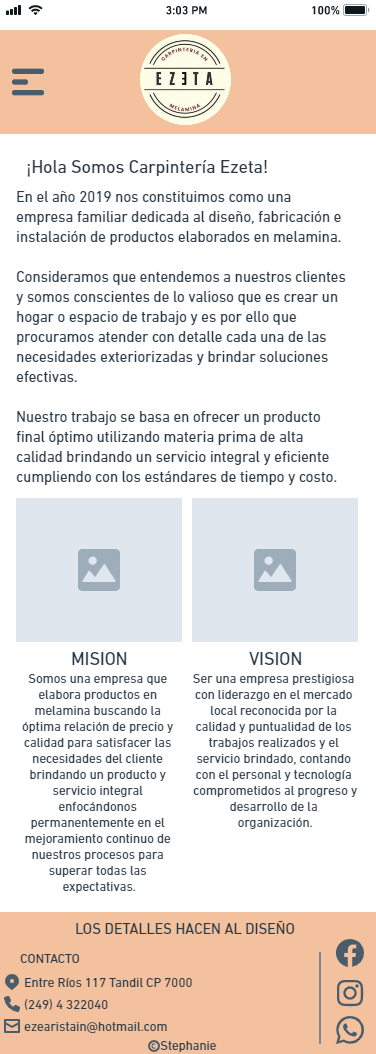 3:03 PM
100%
CARPINTERIA EN
EZETA
MELAMINA
¡Hola Somos Carpintería Ezeta!
En el año 2019 nos constituimos como una
empresa familiar dedicada al diseño, fabricación e
instalación de productos elaborados en melamina.
Consideramos que entendemos a nuestros clientes
y somos conscientes de lo valioso que es crear un
hogar o espacio de trabajo y es por ello que
procuramos atender con detalle cada una de las
necesidades exteriorizadas y brindar soluciones
efectivas.
Nuestro trabajo se basa en ofrecer un producto
final óptimo utilizando materia prima de alta
calidad brindando un servicio integral y eficiente
cumpliendo con los estándares de tiempo y costo.
MISION
Somos una empresa que
elabora productos en
melamina buscando la
óptima relación de precio y
calidad para satisfacer las
necesidades del cliente
brindando un producto y
servicio integral
enfocándonos
permanentemente en el
mejoramiento continuo de
nuestros procesos para
superar todas las
expectativas.
VISION
Ser una empresa prestigiosa
con liderazgo en el mercado
local reconocida por la
calidad y puntualidad de los
trabajos realizados y el
servicio brindado, contando
con el personal y tecnología
comprometidos al progreso y
desarrollo de la
organización.
LOS DETALLES HACEN AL DISEÑO
CONTACTO
Entre Ríos 117 Tandil CP 7000
(249) 4 322040
ezearistain@hotmail.com
©Stephanie